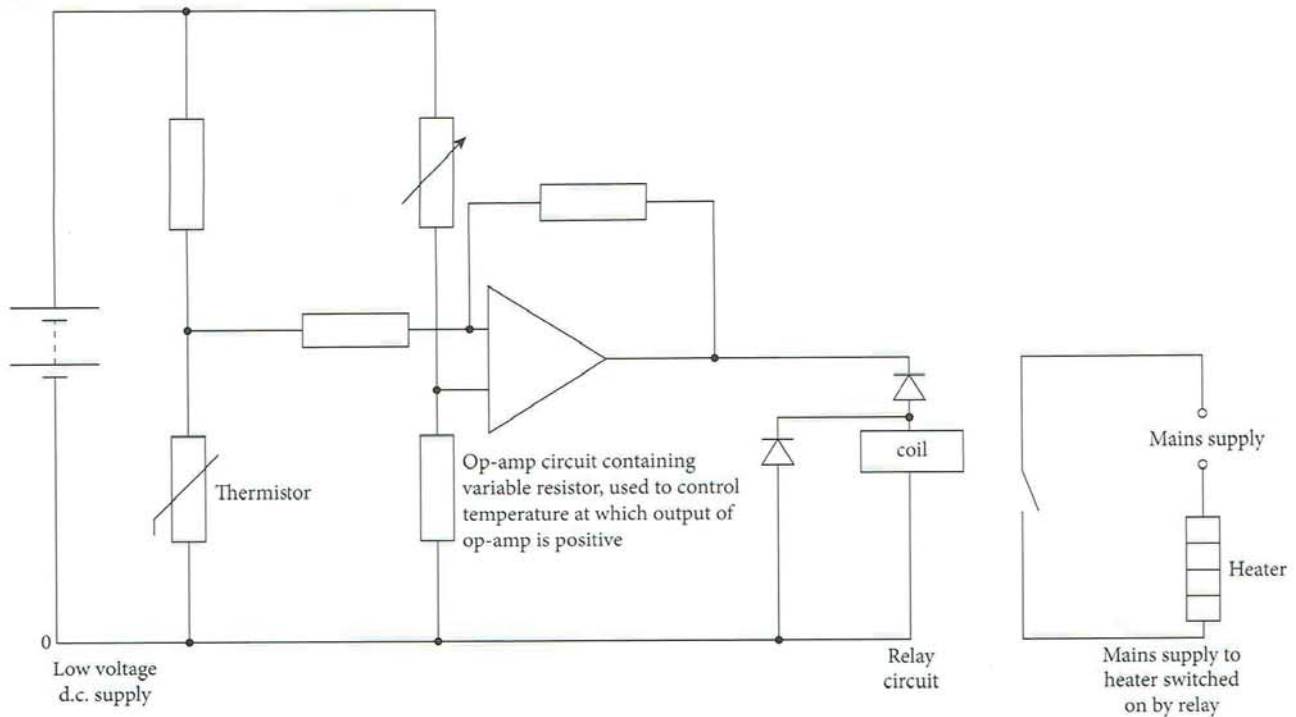 coil
Mains supply
Thermistor
Op-amp circuit containing
variable resistor, used to control
temperature at which output of
op-amp is positive
Heater
0
Low voltage
d.c. supply
Relay
circuit
Mains supply to
heater switched
on by relay